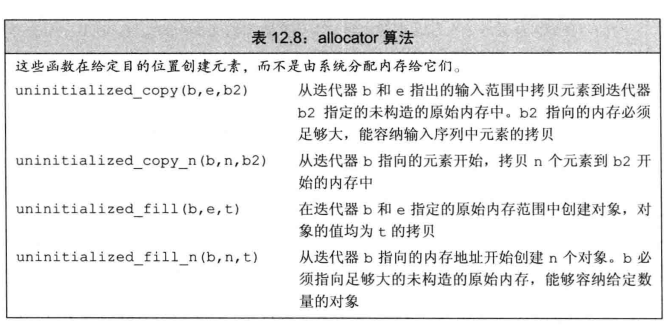 表 12.8：allocator 算法
这些函数在给定目的位置创建元素，而不是由系统分配内存给它们。
uninitialized_copy(b,e,b2) 从迭代器 b 和 e 指出的输入范围中拷贝元素到迭代器
b2 指定的未构造的原始内存中。b2 指向的内存必须
足够大，能容纳输入序列中元素的拷贝
uninitialized_copy_n(b,n,b2) 从迭代器 b 指向的元素开始，拷贝 n 个元素到 b2 开
始的内存中
uninitialized_fill(b,e,t) 在迭代器 b 和 e 指定的原始内存范围中创建对象，对
象的值均为 t 的拷贝
uninitialized_fill_n(b,n,t) 从迭代器 b 指向的内存地址开始创建 n 个对象。b 必
须指向足够大的未构造的原始内存，能够容纳给定数
量的对象